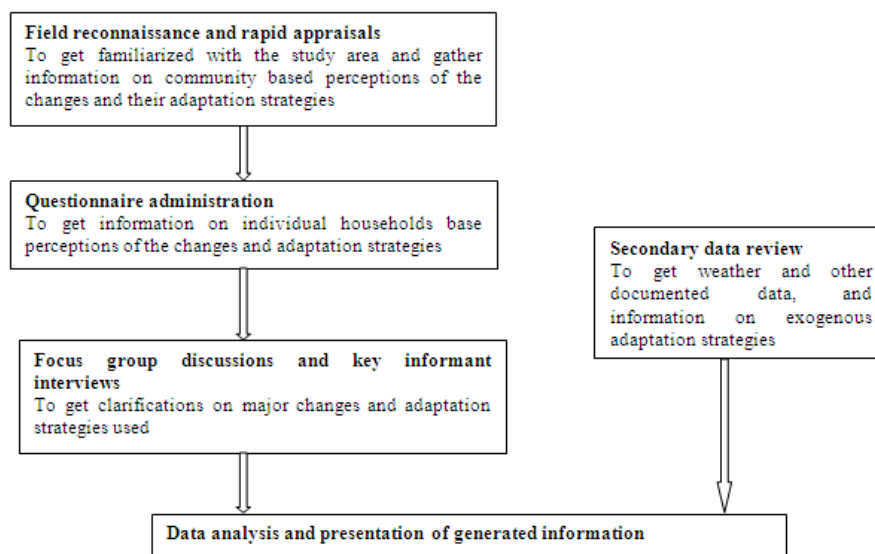 Field reconnaissance and rapid appraisals
To get familiarized with the study area and gather
information on community based perceptions of the
changes and their adaptation strategies
Questionnaire administration
To get information on individual households base
perceptions of the changes and adaptation strategies
Secondary data review
To get weather and other
documented data, and
information on exogenous
adaptation strategies
Focus group discussions and key informant
interviews
To get clarifications on major changes and adaptation
strategies used
Data analysis and presentation of generated information